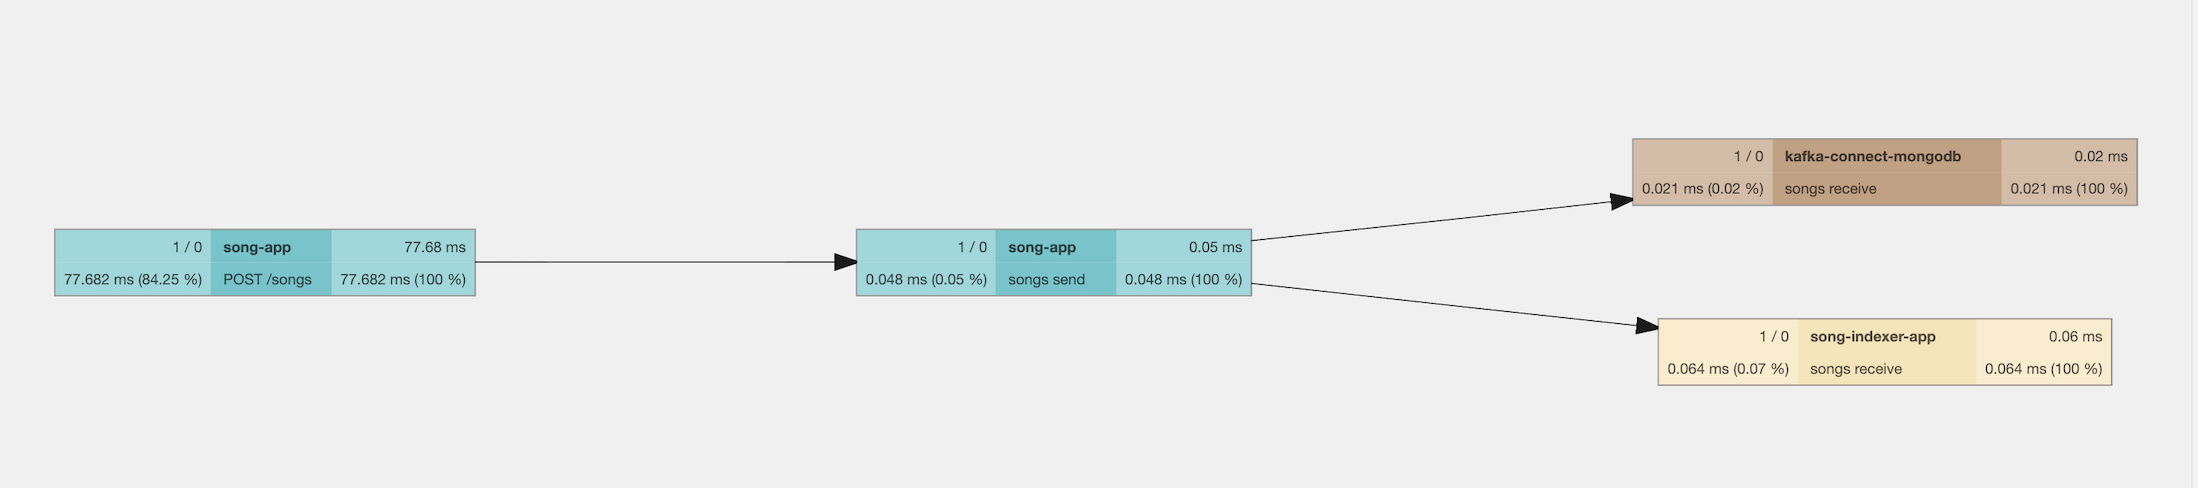 1 / 0 song-app 77.68 ms
77.682 ms (84.25 %) POST /songs 77.682 ms (100 %)
1 / 0 song-app 0.05 ms
0.048 ms (0.05 %) songs send 0.048 ms (100 %)
1 / 0 kafka-connect-mongodb 0.02 ms
0.021 ms (0.02 %) songs receive 0.021 ms (100 %)
1 / 0 song-indexer-app 0.06 ms
0.064 ms (0.07 %) songs receive 0.064 ms (100 %)